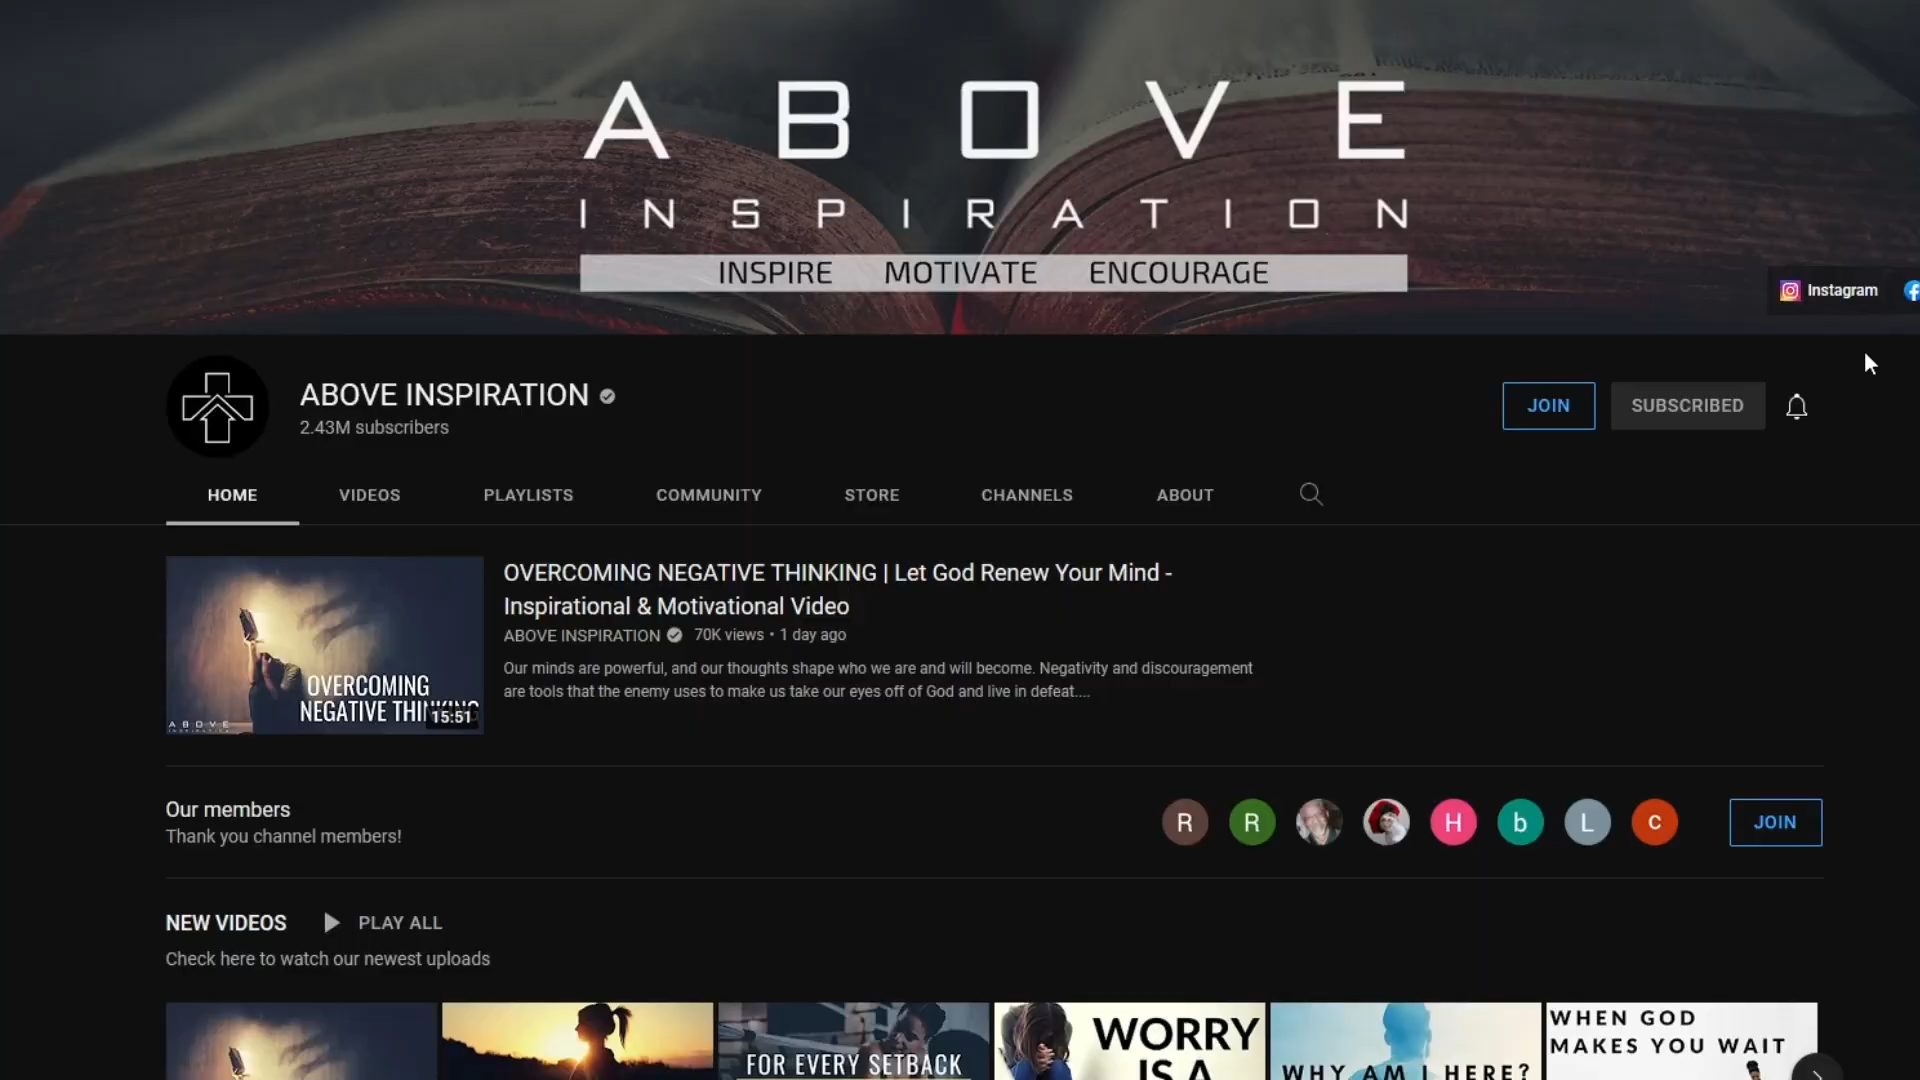 ABOVE
INSPIRATION
INSPIRE MOTIVATE ENCOURAGE
Instagram
ABOVE INSPIRATION
2.43M subscribers
JOIN
SUBSCRIBED
HOME
VIDEOS
PLAYLISTS
COMMUNITY
STORE
CHANNELS
ABOUT
OVERCOMING
NEGATIVE THINKING
15:51
ABOVE
INSPIRATION
OVERCOMING NEGATIVE THINKING | Let God Renew Your Mind -
Inspirational & Motivational Video
ABOVE INSPIRATION 70K views • 1 day ago
Our minds are powerful, and our thoughts shape who we are and will become. Negativity and discouragement
are tools that the enemy uses to make us take our eyes off of God and live in defeat....
Our members
Thank you channel members!
R
R
H
b
L
c
JOIN
NEW VIDEOS
PLAY ALL
Check here to watch our newest uploads
FOR EVERY SETBACK
WORRY
IS A
WHY AM I HERE?
WHEN GOD
MAKES YOU WAIT